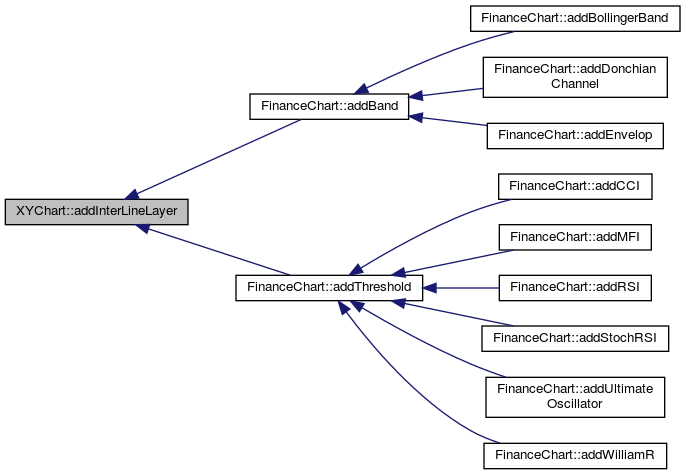 FinanceChart::addBollingerBand
FinanceChart::addDonchian
Channel
FinanceChart::addBand
FinanceChart::addEnvelop
FinanceChart::addCCI
XYChart::addInterLineLayer
FinanceChart::addMFI
FinanceChart::addThreshold
FinanceChart::addRSI
FinanceChart::addStochRSI
FinanceChart::addUltimate
Oscillator
FinanceChart::addWilliamR